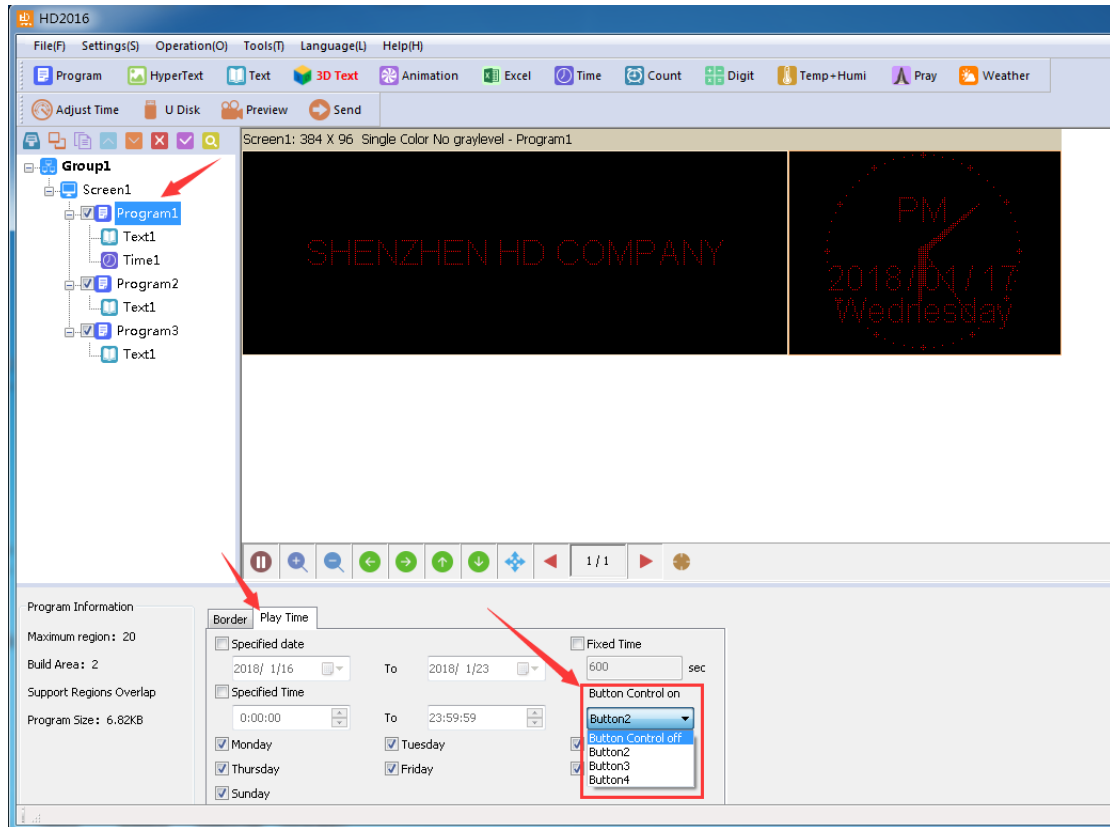 HD2016
File(F) Settings(S) Operation(O) Tools(T) Language(L) Help(H)
Program HyperText Text 3D Text Animation Excel Time Count Digit Temp+Humi Pray Weather
Adjust Time U Disk Preview Send
Screen1: 384 X 96 Single Color No graylevel - Program1
Group1
Screen1
Program1
Text1
Time1
Program2
Text1
Program3
Text1
SHENZHEN HD COMPANY
PM
2018/01/17
Wednesday
1/1
Program Information
Maximum region: 20
Build Area: 2
Support Regions Overlap
Program Size: 6.82KB
Border Play Time
Specified date
2018/ 1/16 To 2018/ 1/23
Specified Time
0:00:00 To 23:59:59
Monday Tuesday
Thursday Friday
Sunday
Fixed Time
600 sec
Button Control on
Button2
Button Control off
Button2
Button3
Button4